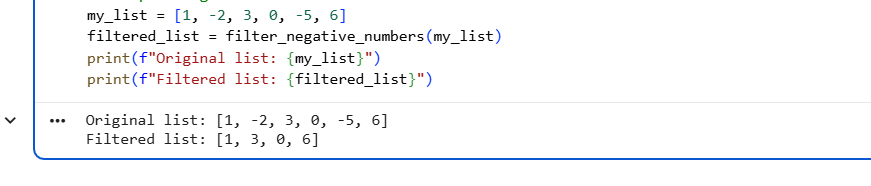 my_list = [1, -2, 3, 0, -5, 6]
filtered_list = filter_negative_numbers(my_list)
print(f"Original list: {my_list}")
print(f"Filtered list: {filtered_list}")
Original list: [1, -2, 3, 0, -5, 6]
Filtered list: [1, 3, 0, 6]